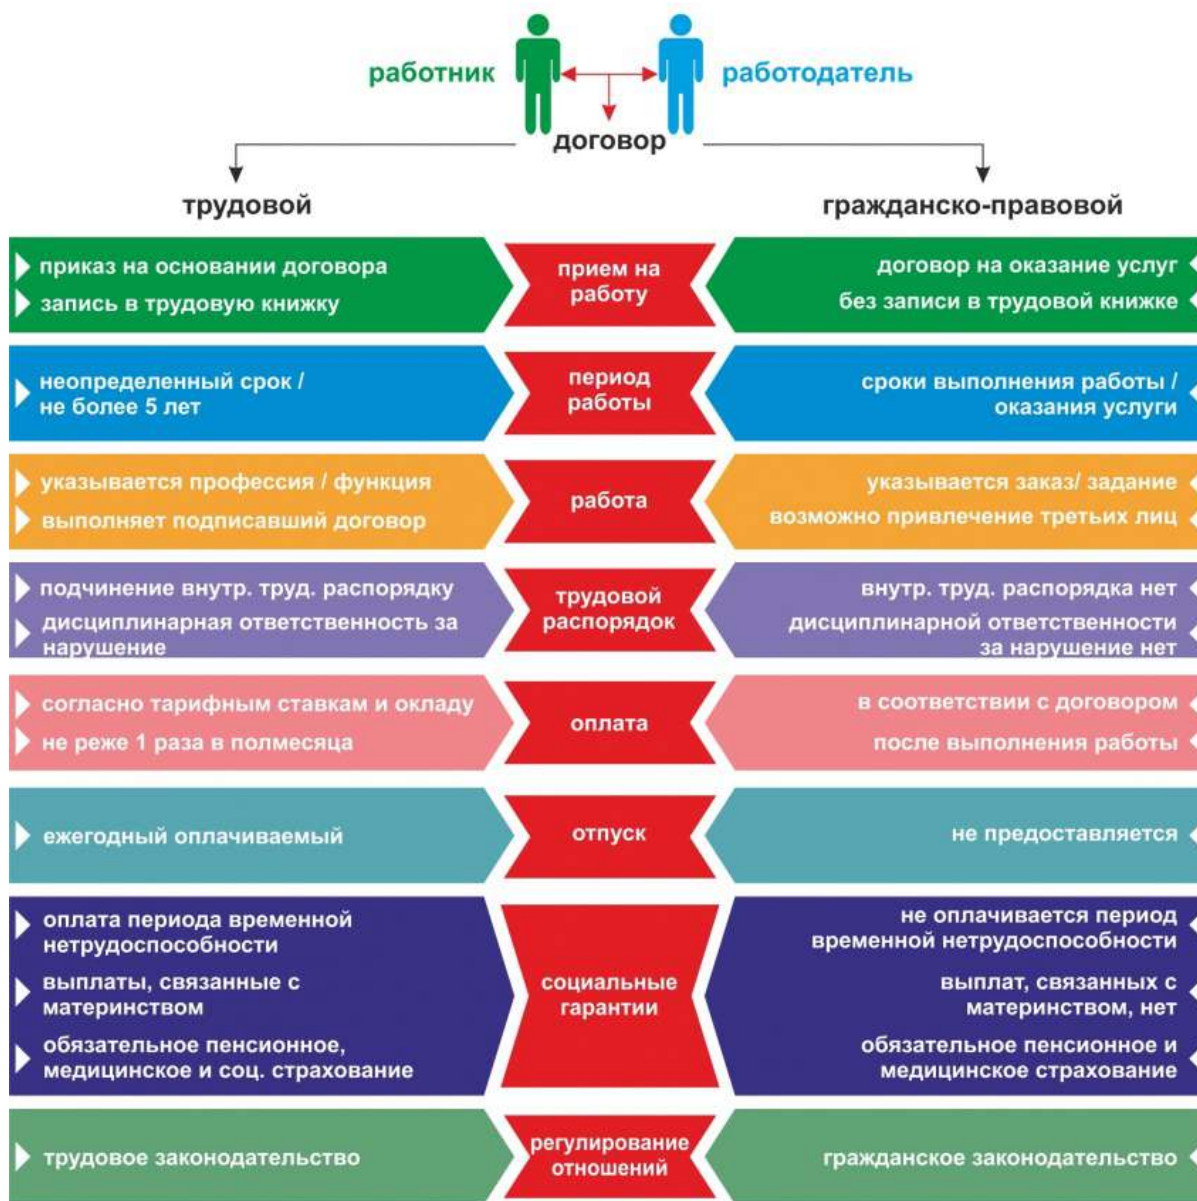 работник
работодатель
договор
трудовой
гражданско-правовой
приказ на основании договора
запись в трудовую книжку
прием на
работу
договор на оказание услуг
без записи в трудовой книжке
неопределенный срок /
не более 5 лет
период
работы
сроки выполнения работы /
оказания услуги
указывается профессия / функция
выполняет подписавший договор
работа
указывается заказ/ задание
возможно привлечение третьих лиц
подчинение внутр. труд. распорядку
дисциплинарная ответственность за
нарушение
трудовой
распорядок
внутр. труд. распорядка нет
дисциплинарной ответственности
за нарушение нет
согласно тарифным ставкам и окладу
не реже 1 раза в полмесяца
оплата
в соответствии с договором
после выполнения работы
ежегодный оплачиваемый
отпуск
не предоставляется
оплата периода временной
нетрудоспособности
выплаты, связанные с
материнством
обязательное пенсионное,
медицинское и соц. страхование
социальные
гарантии
не оплачивается период
временной нетрудоспособности
выплат, связанных с
материнством, нет
обязательное пенсионное и
медицинское страхование
трудовое законодательство
регулирование
отношений
гражданское законодательство